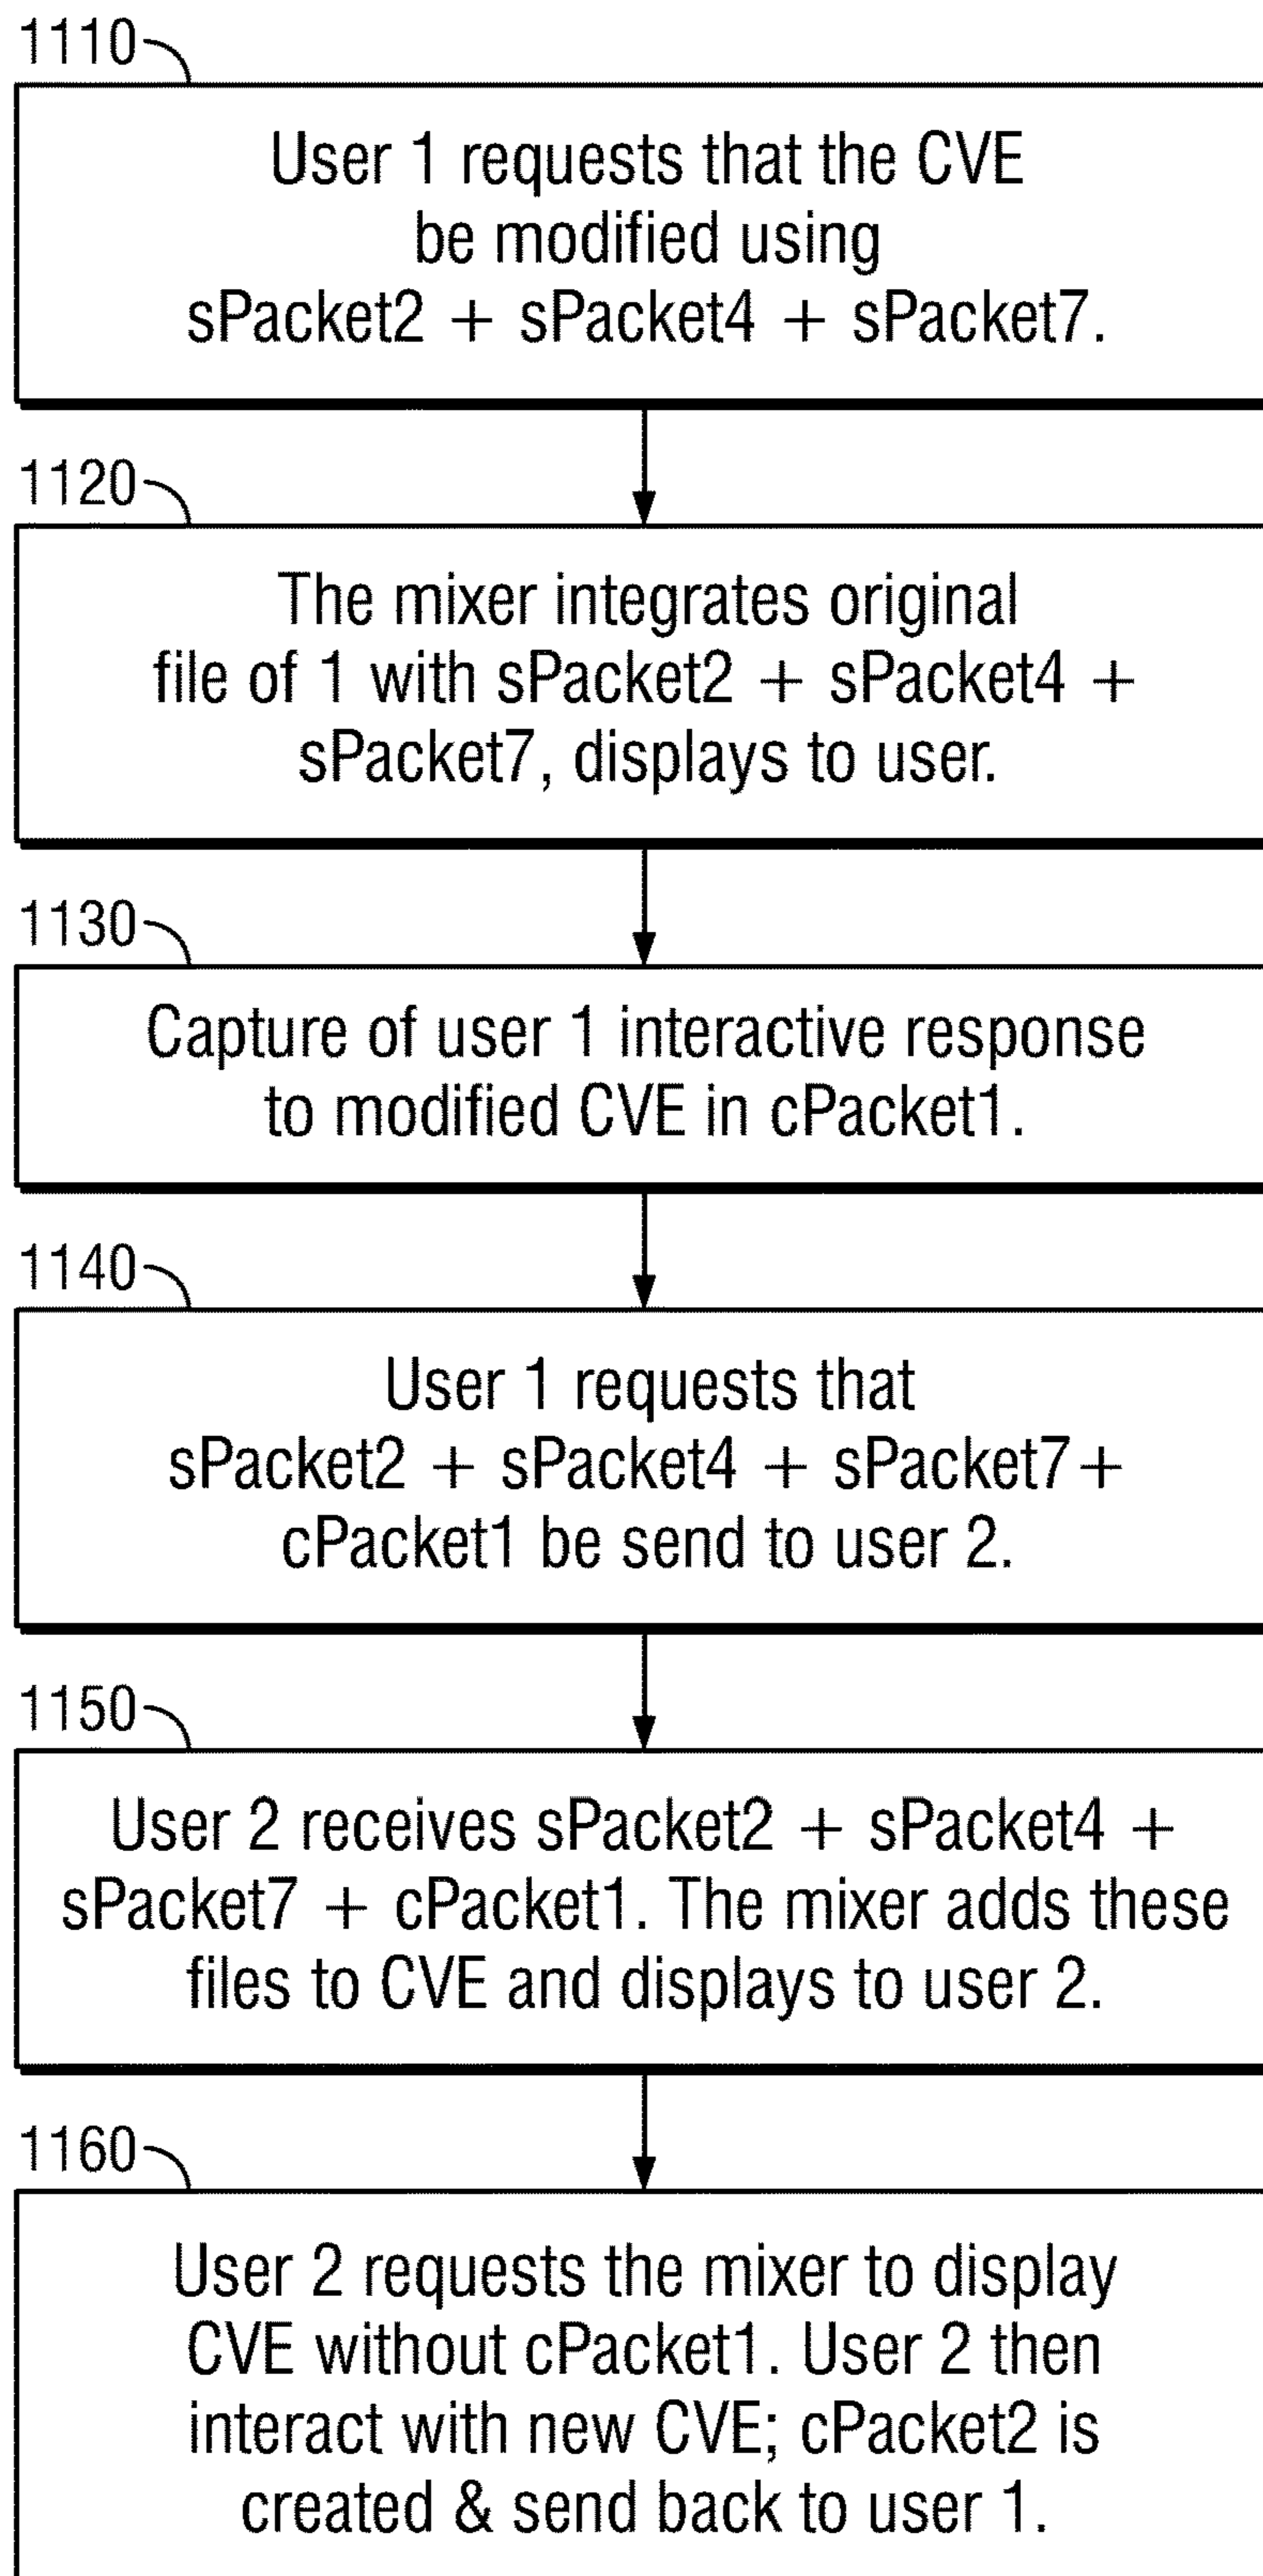 1110
User 1 requests that the CVE
be modified using
sPacket2 + sPacket4 + sPacket7.
1120
The mixer integrates original
file of 1 with sPacket2 + sPacket4 +
sPacket7, displays to user.
1130
Capture of user 1 interactive response
to modified CVE in cPacket1.
1140
User 1 requests that
sPacket2 + sPacket4 + sPacket7+
cPacket1 be send to user 2.
1150
User 2 receives sPacket2 + sPacket4 +
sPacket7 + cPacket1. The mixer adds these
files to CVE and displays to user 2.
1160
User 2 requests the mixer to display
CVE without cPacket1. User 2 then
interact with new CVE; cPacket2 is
created & send back to user 1.